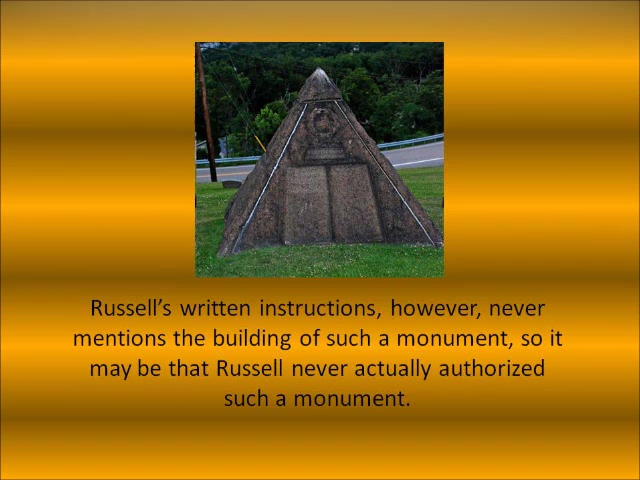 Russell’s written instructions, however, never
mentions the building of such a monument, so it
may be that Russell never actually authorized
such a monument.